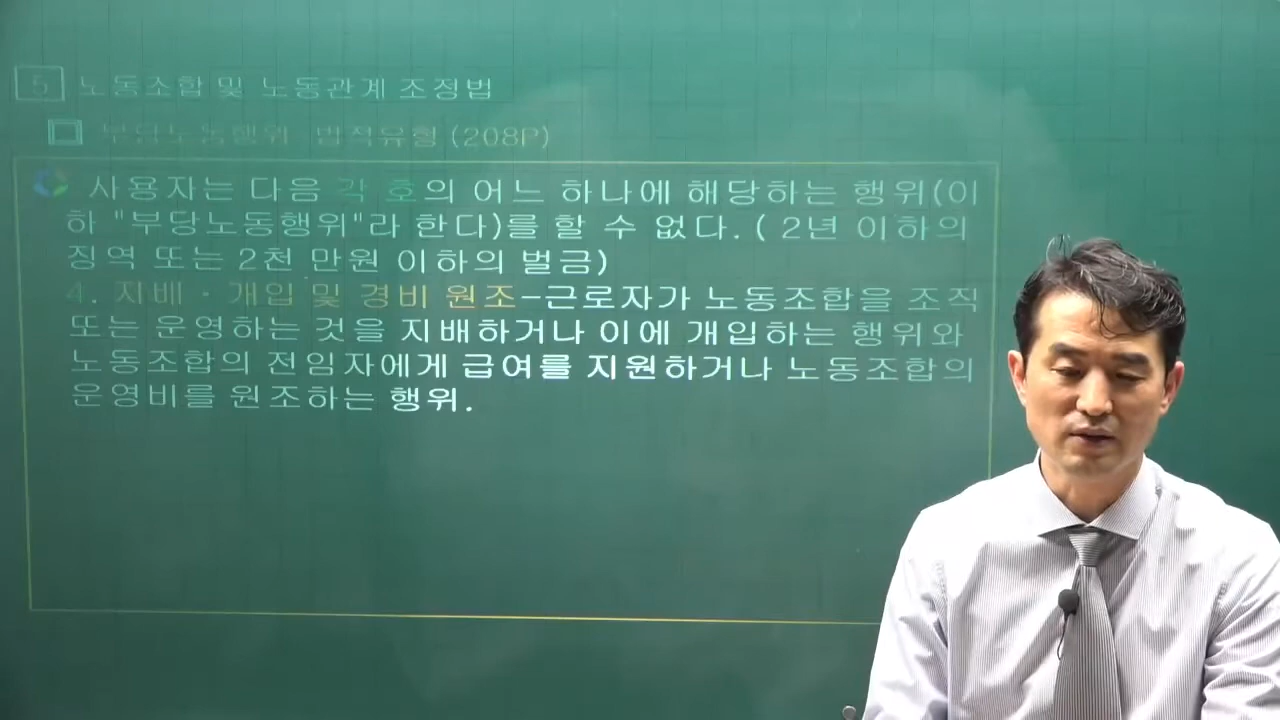 5 노동조합 및 노동관계 조정법
부당노동행위 법적유형 (208P)
사용자는 다음 각 호의 어느 하나에 해당하는 행위(이
하 "부당노동행위"라 한다)를 할 수 없다. ( 2년 이하의
징역 또는 2천 만원 이하의 벌금)
4. 지배 · 개입 및 경비 원조-근로자가 노동조합을 조직
또는 운영하는 것을 지배하거나 이에 개입하는 행위와
노동조합의 전임자에게 급여를 지원하거나 노동조합의
운영비를 원조하는 행위.